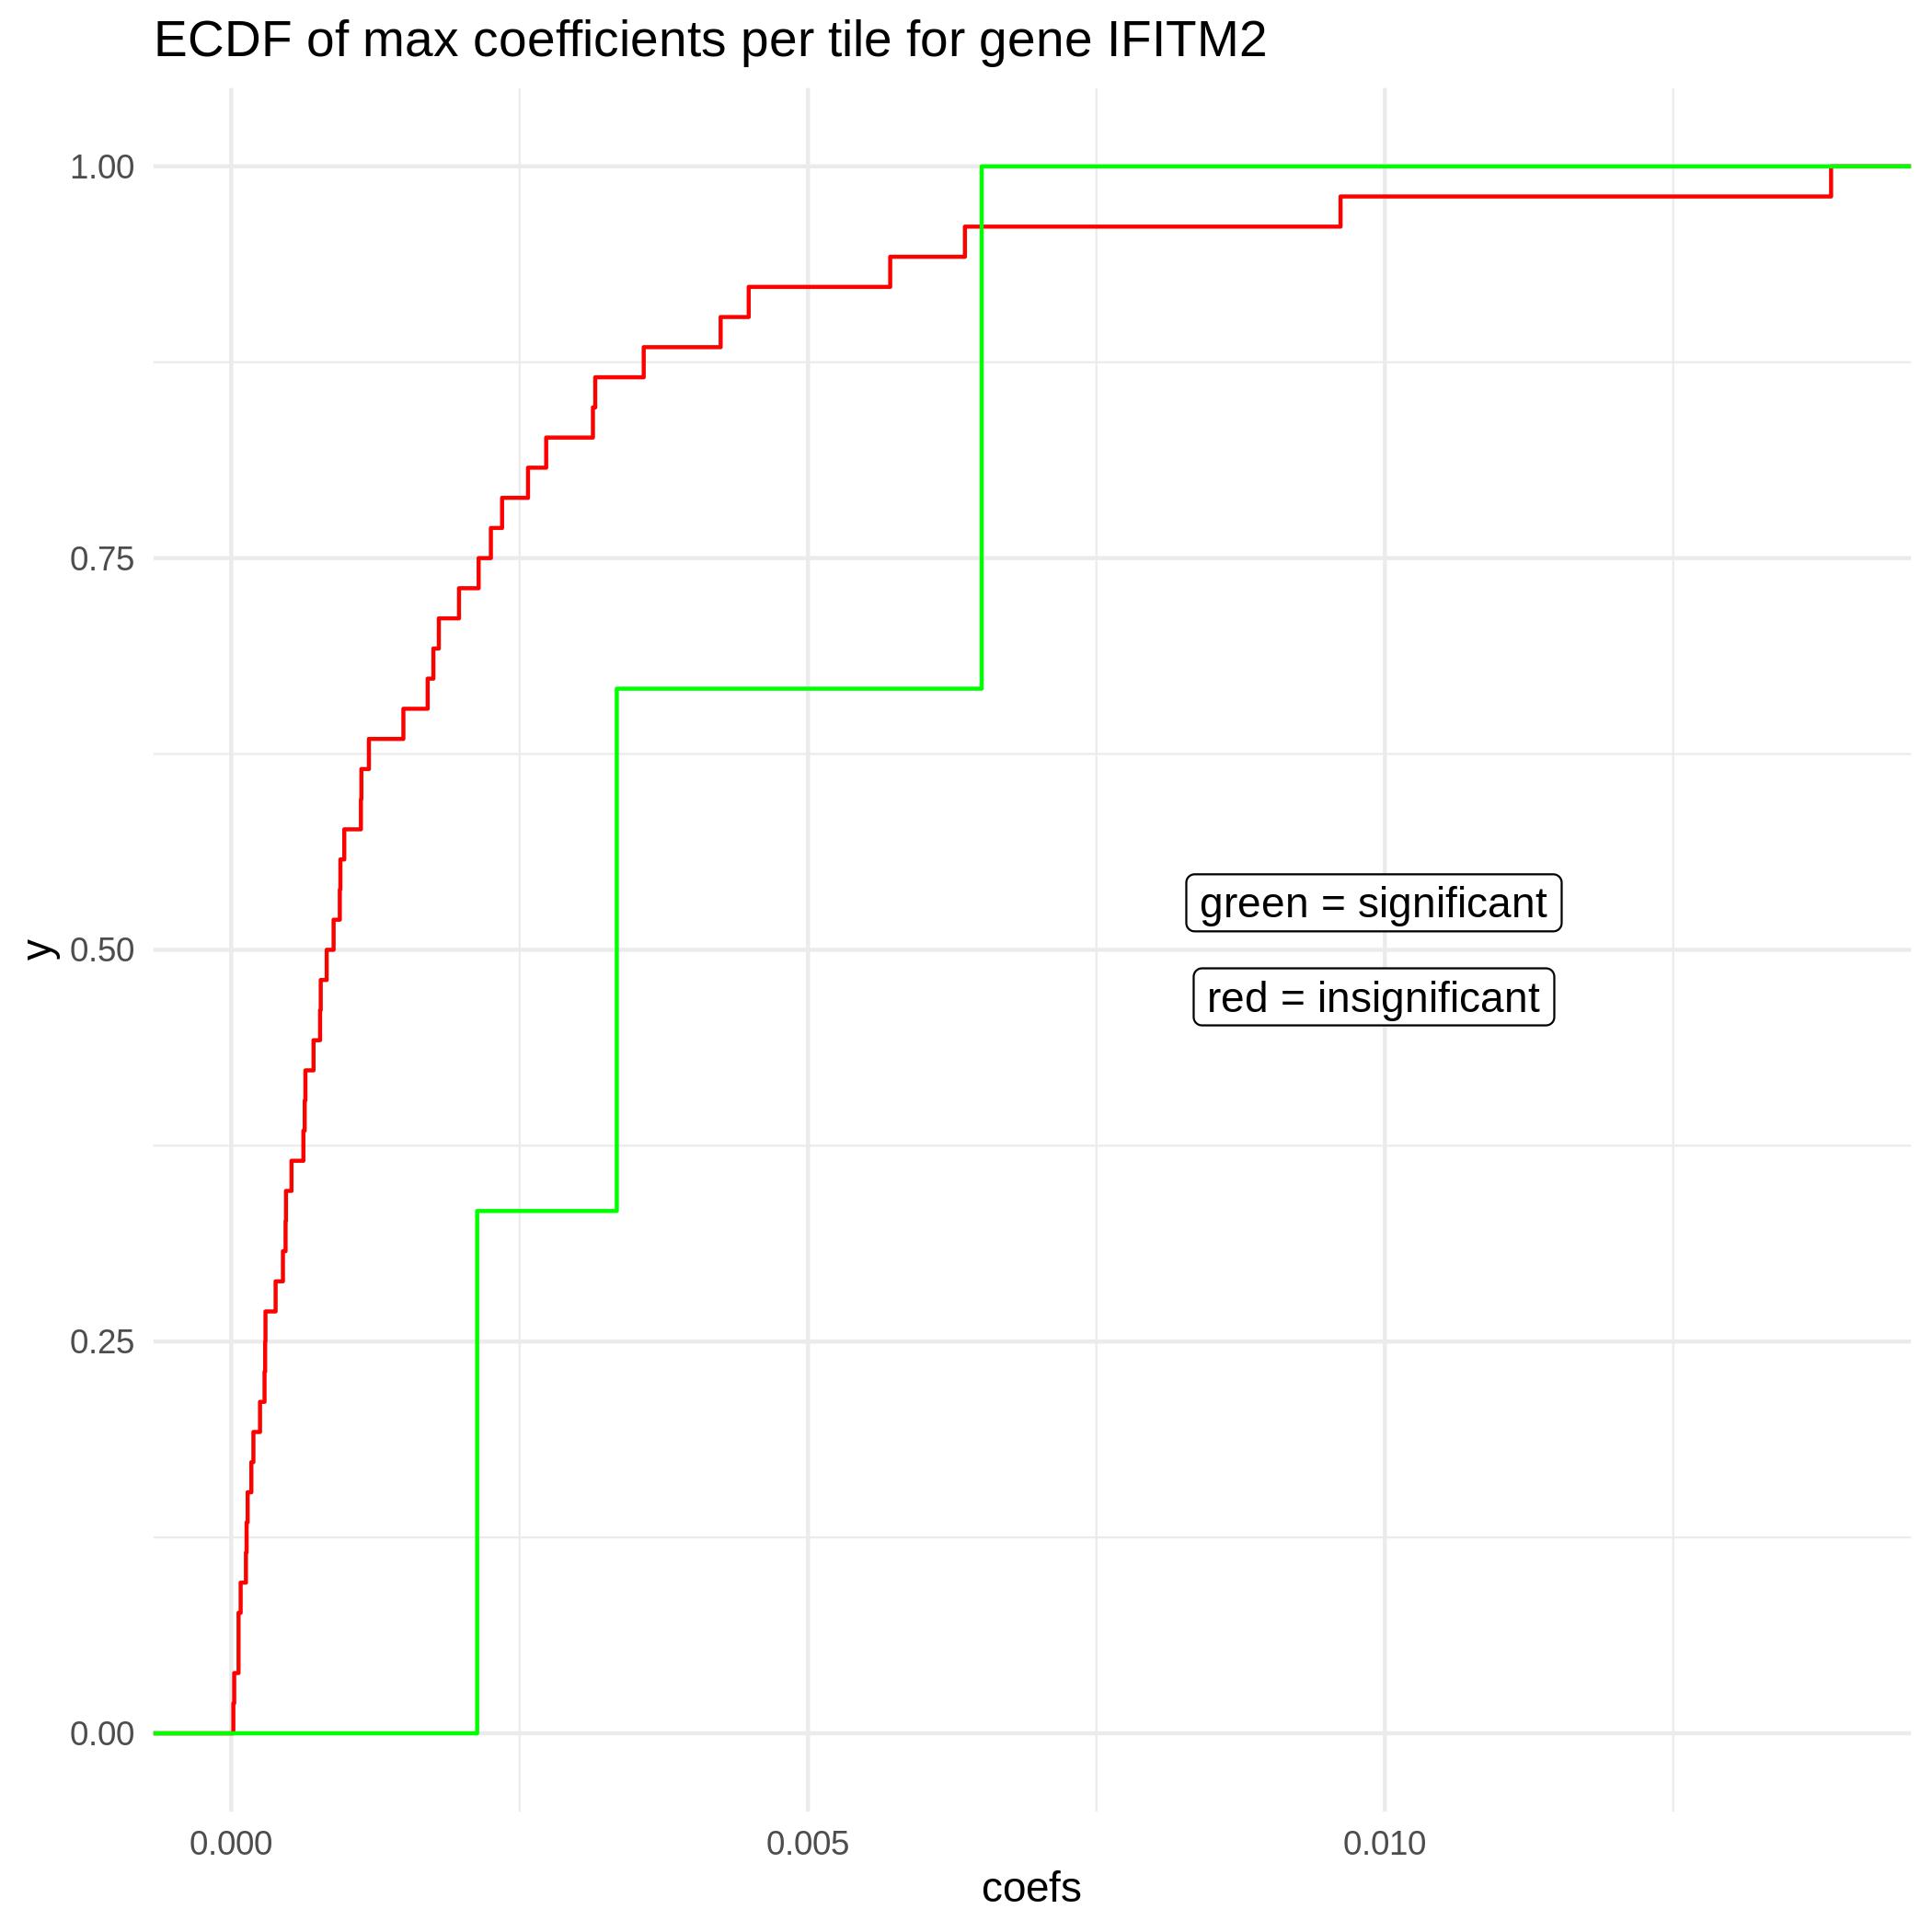 ECDF of max coefficients per tile for gene IFITM2
1.00
0.75
0.50
0.25
0.00
y
green = significant
red = insignificant
0.000 0.005 0.010
coefs